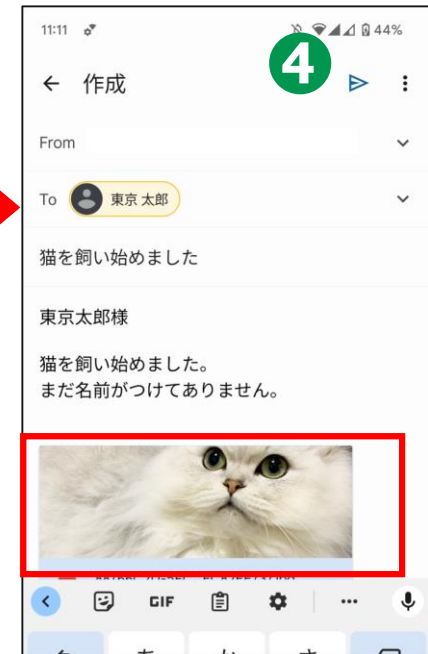 11:11
44%
4
作成
From
To 東京 太郎
猫を飼い始めました
東京太郎様
猫を飼い始めました。
まだ名前がつけてありません。
GIF